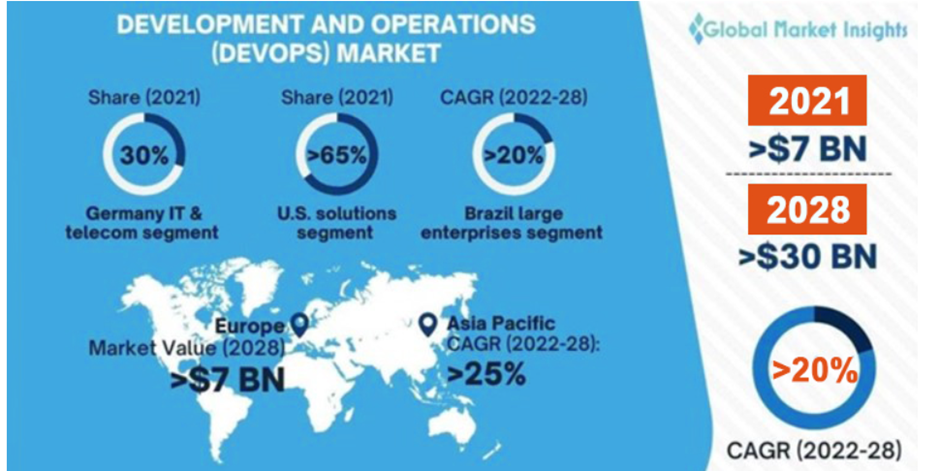 DEVELOPMENT AND OPERATIONS
(DEVOPS) MARKET
Global Market Insights
Share (2021)
30%
Germany IT &
telecom segment
Share (2021)
>65%
U.S. solutions
segment
CAGR (2022-28)
>20%
Brazil large
enterprises segment
Europe
Market Value (2028)
>$7 BN
Asia Pacific
CAGR (2022-28):
>25%
2021
>$7 BN
2028
>$30 BN
>20%
CAGR (2022-28)